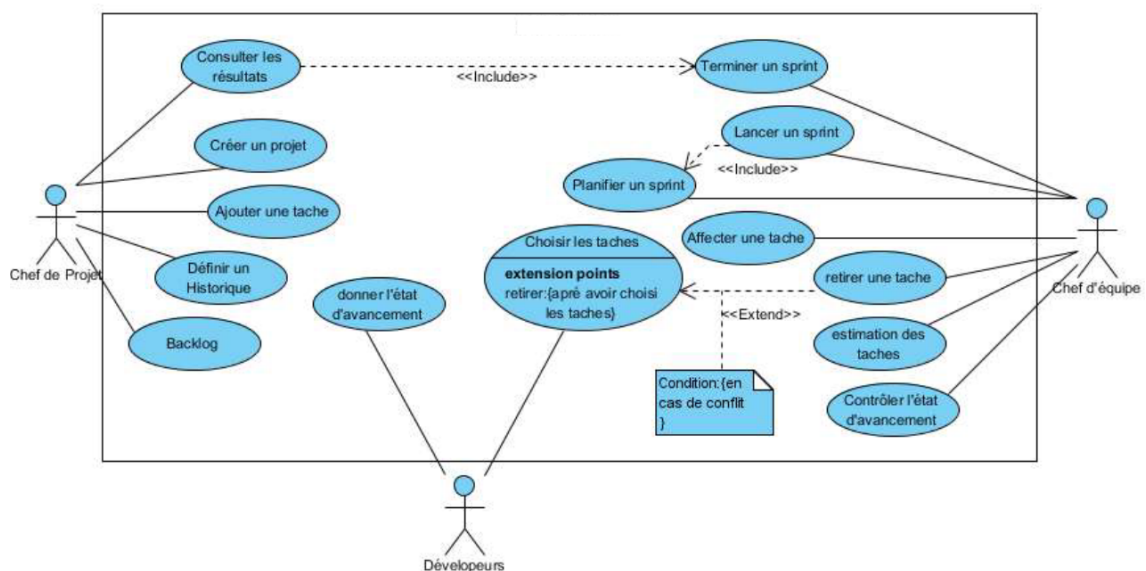 Consulter les
résultats
<<Include>>
Terminer un sprint
Créer un projet
Lancer un sprint
<<Include>>
Planifier un sprint
Ajouter une tache
Chef de Projet
Définir un
Historique
Backlog
donner l'état
d'avancement
Choisir les taches
extension points
retirer:{apré avoir choisi
les taches}
Affecter une tache
retirer une tache
Chef d'équipe
<<Extend>>
estimation des
taches
Condition:{en
cas de conflit
}
Contrôler l'état
d'avancement
Dévelopeurs